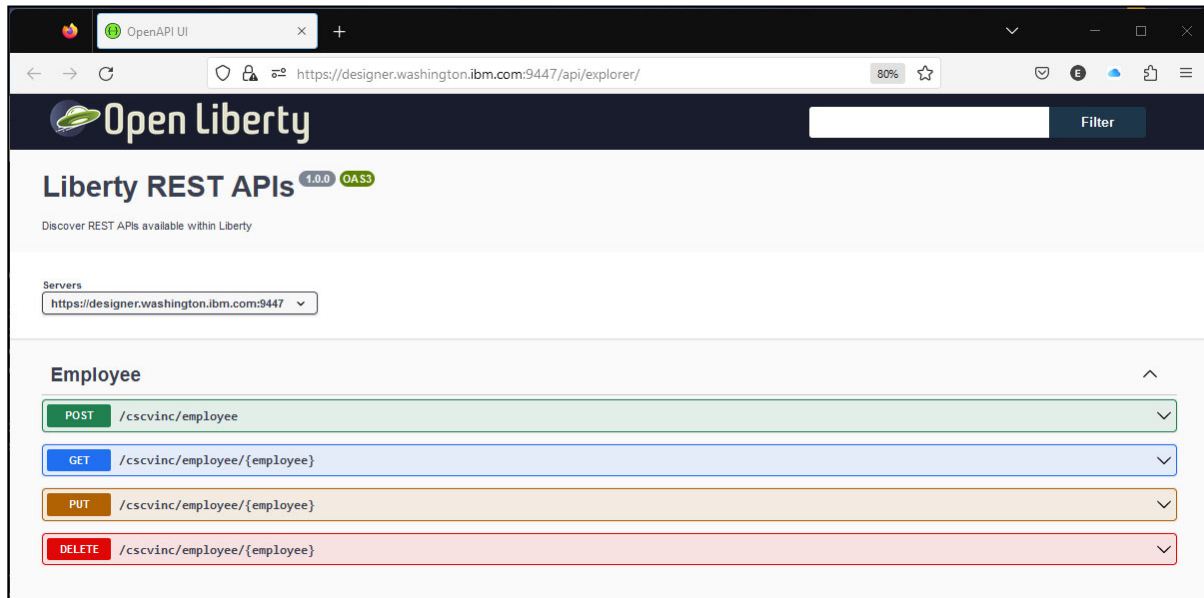 OpenAPI UI
https://designer.washington.ibm.com:9447/api/explorer/
80%
E
Open Liberty
Filter
Liberty REST APIs 1.0.0 OAS3
Discover REST APIs available within Liberty
Servers
https://designer.washington.ibm.com:9447
Employee
POST /cscvinc/employee
GET /cscvinc/employee/{employee}
PUT /cscvinc/employee/{employee}
DELETE /cscvinc/employee/{employee}